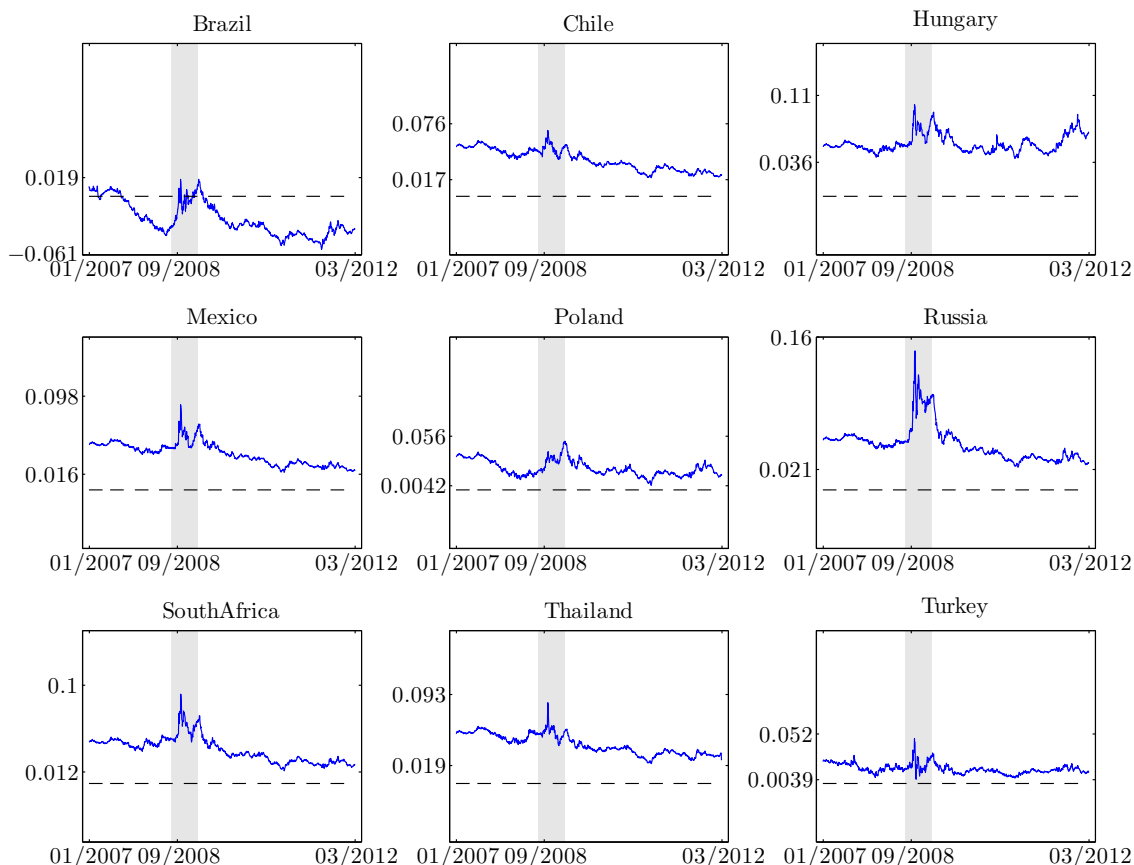 Brazil
0.019
−0.061
01/2007 09/2008 03/2012
Chile
0.076
0.017
01/2007 09/2008 03/2012
Hungary
0.11
0.036
01/2007 09/2008 03/2012
Mexico
0.098
0.016
01/2007 09/2008 03/2012
Poland
0.056
0.0042
01/2007 09/2008 03/2012
Russia
0.16
0.021
01/2007 09/2008 03/2012
SouthAfrica
0.1
0.012
01/2007 09/2008 03/2012
Thailand
0.093
0.019
01/2007 09/2008 03/2012
Turkey
0.052
0.0039
01/2007 09/2008 03/2012